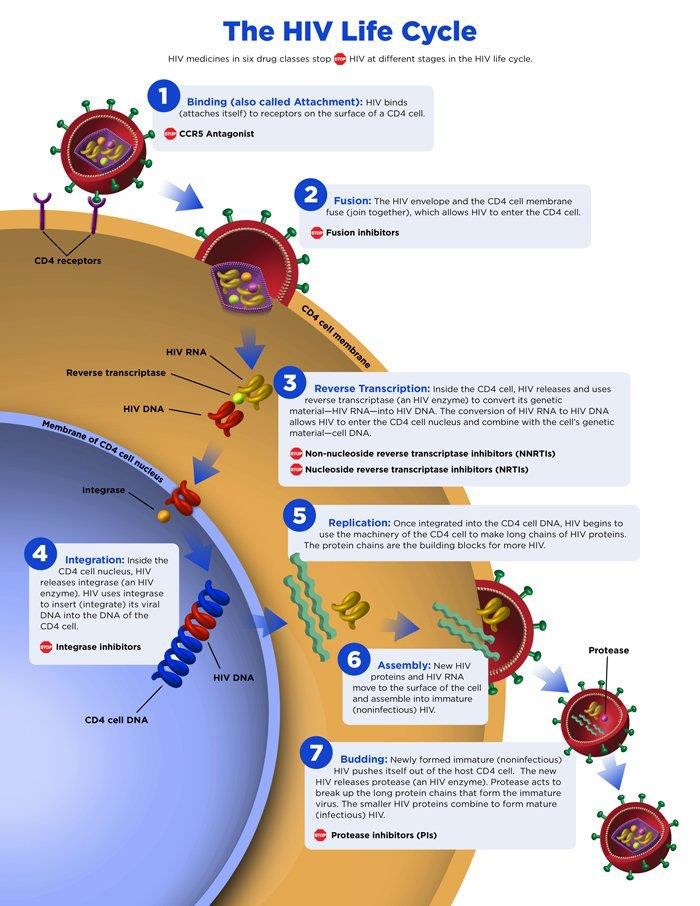 The HIV Life Cycle
HIV medicines in six drug classes stop STOP HIV at different stages in the HIV life cycle.
1
Binding (also called Attachment): HIV binds
(attaches itself) to receptors on the surface of a CD4 cell.
STOP CCR5 Antagonist
2
Fusion: The HIV envelope and the CD4 cell membrane
fuse (join together), which allows HIV to enter the CD4 cell.
STOP Fusion inhibitors
CD4 receptors
CD4 cell membrane
HIV RNA
Reverse transcriptase
HIV DNA
3
Reverse Transcription: Inside the CD4 cell, HIV releases and uses
reverse transcriptase (an HIV enzyme) to convert its genetic
material—HIV RNA—into HIV DNA. The conversion of HIV RNA to HIV DNA
allows HIV to enter the CD4 cell nucleus and combine with the cell's genetic
material—cell DNA.
STOP Non-nucleoside reverse transcriptase inhibitors (NNRTIs)
STOP Nucleoside reverse transcriptase inhibitors (NRTIs)
Membrane of CD4 cell nucleus
Integrase
4
Integration: Inside the
CD4 cell nucleus, HIV
releases integrase (an HIV
enzyme). HIV uses integrase
to insert (integrate) its viral
DNA into the DNA of the
CD4 cell.
STOP Integrase inhibitors
HIV DNA
CD4 cell DNA
5
Replication: Once integrated into the CD4 cell DNA, HIV begins to
use the machinery of the CD4 cell to make long chains of HIV proteins.
The protein chains are the building blocks for more HIV.
6
Assembly: New HIV
proteins and HIV RNA
move to the surface of the cell
and assemble into immature
(noninfectious) HIV.
Protease
7
Budding: Newly formed immature (noninfectious)
HIV pushes itself out of the host CD4 cell. The new
HIV releases protease (an HIV enzyme). Protease acts to
break up the long protein chains that form the immature
virus. The smaller HIV proteins combine to form mature
(infectious) HIV.
STOP Protease inhibitors (PIs)